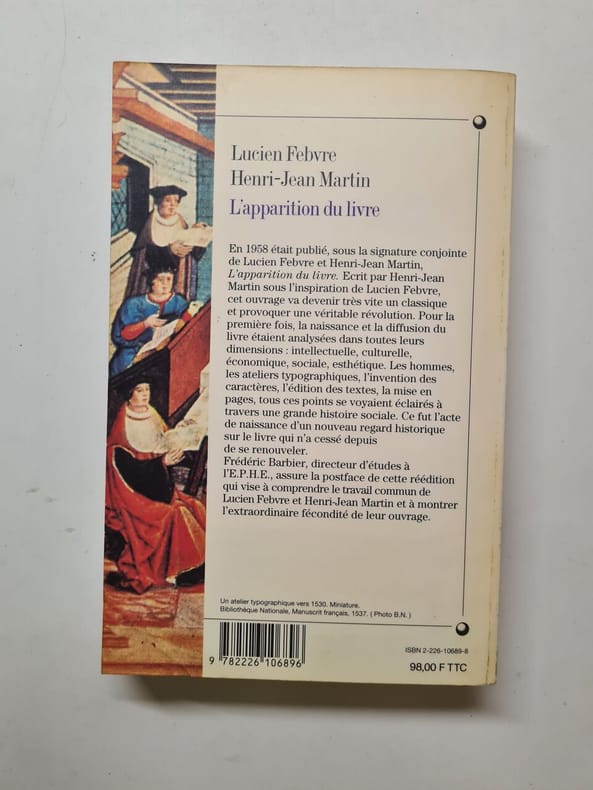 Lucien Febvre
Henri-Jean Martin
L'apparition du livre
En 1958 était publié, sous la signature conjointe
de Lucien Febvre et Henri-Jean Martin,
L'apparition du livre. Ecrit par Henri-Jean
Martin sous l'inspiration de Lucien Febvre,
cet ouvrage va devenir très vite un classique
et provoquer une véritable révolution. Pour la
première fois, la naissance et la diffusion du
livre étaient analysées dans toutes leurs
dimensions : intellectuelle, culturelle,
économique, sociale, esthétique. Les hommes,
les ateliers typographiques, l'invention des
caractères, l'édition des textes, la mise en
pages, tous ces points se voyaient éclairés à
travers une grande histoire sociale. Ce fut l'acte
de naissance d'un nouveau regard historique
sur le livre qui n'a cessé depuis
de se renouveler.
Frédéric Barbier, directeur d'études à
l'E.P.H.E., assure la postface de cette réédition
qui vise à comprendre le travail commun de
Lucien Febvre et Henri-Jean Martin et à montrer
l'extraordinaire fécondité de leur ouvrage.
Un atelier typographique vers 1530. Miniature.
Bibliothèque Nationale, Manuscrit français, 1537. ( Photo B.N. )
ISBN 2-226-10689-8
9 782226 106896
98,00 F TTC